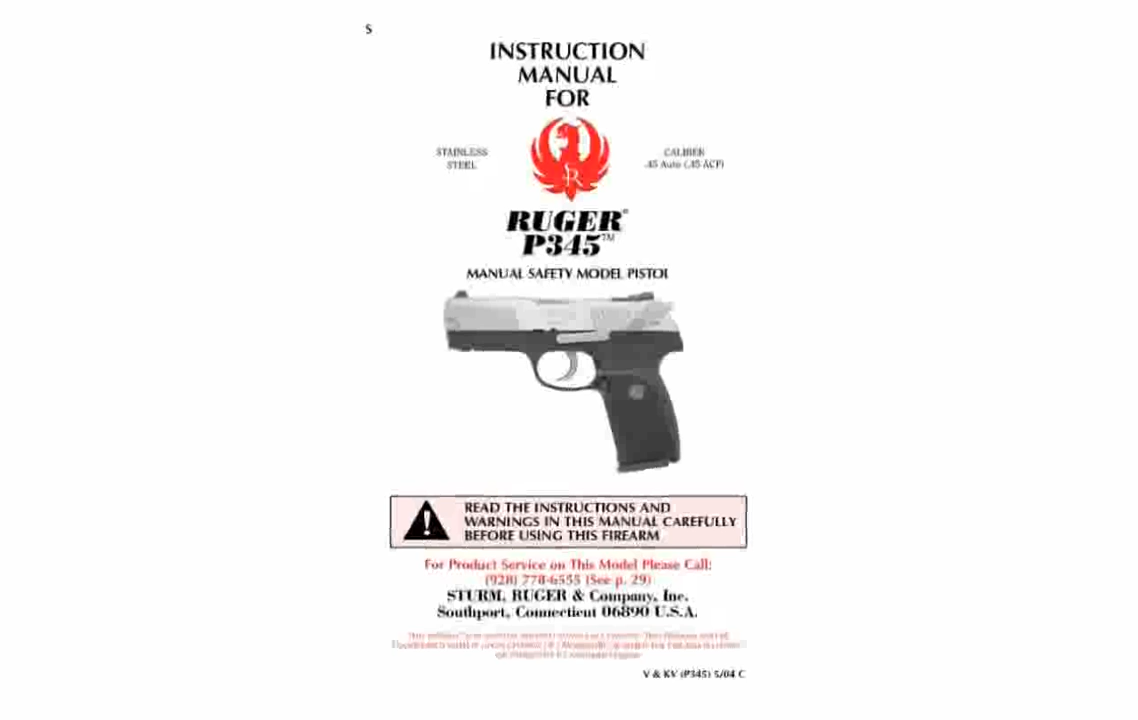 S
INSTRUCTION
MANUAL
FOR
STAINLESS
STEEL
CALIBER
.45 Auto (.45 ACP)
R
RUGER®
P345™
MANUAL SAFETY MODEL PISTOL
READ THE INSTRUCTIONS AND
WARNINGS IN THIS MANUAL CAREFULLY
BEFORE USING THIS FIREARM
For Product Service on This Model Please Call:
(928) 778-6555 (See p. 29)
STURM, RUGER & Company, Inc.
Southport, Connecticut 06890 U.S.A.
V & KV (P345) 5/04 C